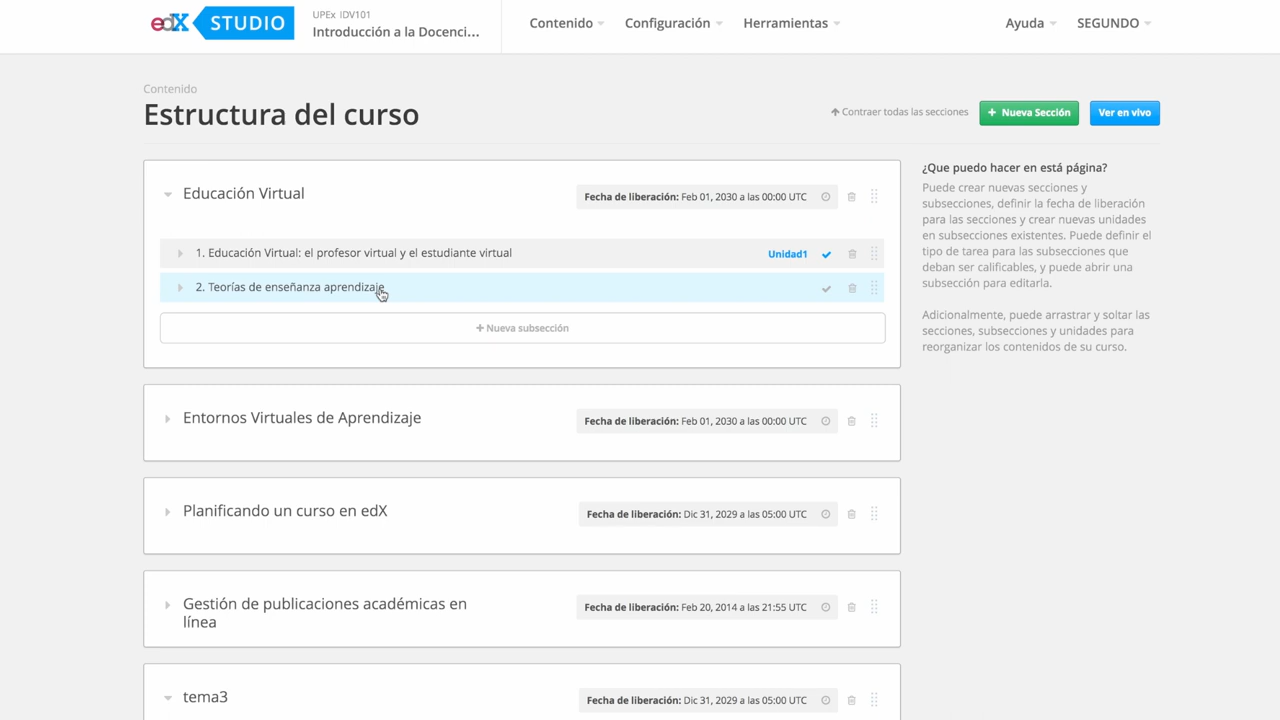 edX STUDIO
UPEx IDV101
Introducción a la Docenci...
Contenido
Configuración
Herramientas
Ayuda
SEGUNDO
Contenido
Estructura del curso
Contraer todas las secciones
+ Nueva Sección
Ver en vivo
Educación Virtual
Fecha de liberación: Feb 01, 2030 a las 00:00 UTC
1. Educación Virtual: el profesor virtual y el estudiante virtual
Unidad1
2. Teorías de enseñanza aprendizaje
+ Nueva subsección
Entornos Virtuales de Aprendizaje
Fecha de liberación: Feb 01, 2030 a las 00:00 UTC
Planificando un curso en edX
Fecha de liberación: Dic 31, 2029 a las 05:00 UTC
Gestión de publicaciones académicas en
línea
Fecha de liberación: Feb 20, 2014 a las 21:55 UTC
tema3
Fecha de liberación: Dic 31, 2029 a las 05:00 UTC
¿Que puedo hacer en está página?
Puede crear nuevas secciones y
subsecciones, definir la fecha de liberación
para las secciones y crear nuevas unidades
en subsecciones existentes. Puede definir el
tipo de tarea para las subsecciones que
deban ser calificables, y puede abrir una
subsección para editarla.
Adicionalmente, puede arrastrar y soltar las
secciones, subsecciones y unidades para
reorganizar los contenidos de su curso.